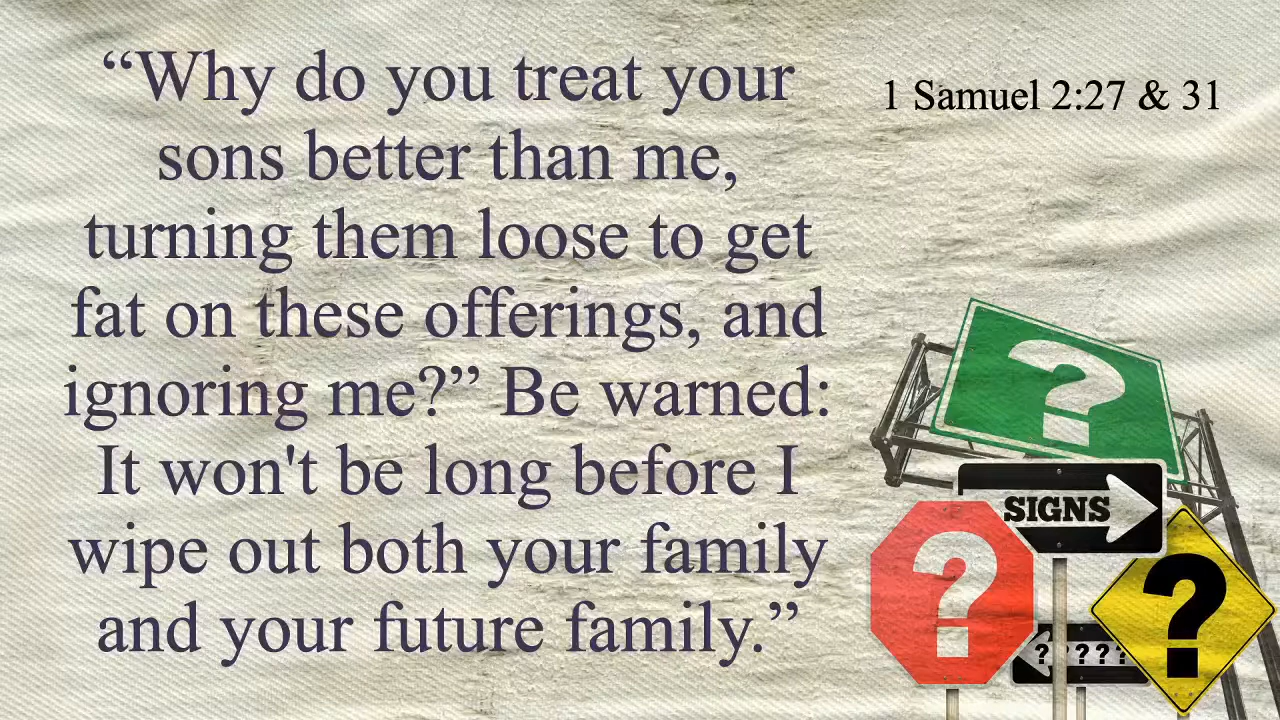 “Why do you treat your
sons better than me,
turning them loose to get
fat on these offerings, and
ignoring me?” Be warned:
It won't be long before I
wipe out both your family
and your future family.”
1 Samuel 2:27 & 31
?
SIGNS
?
?
? ? ? ? ?